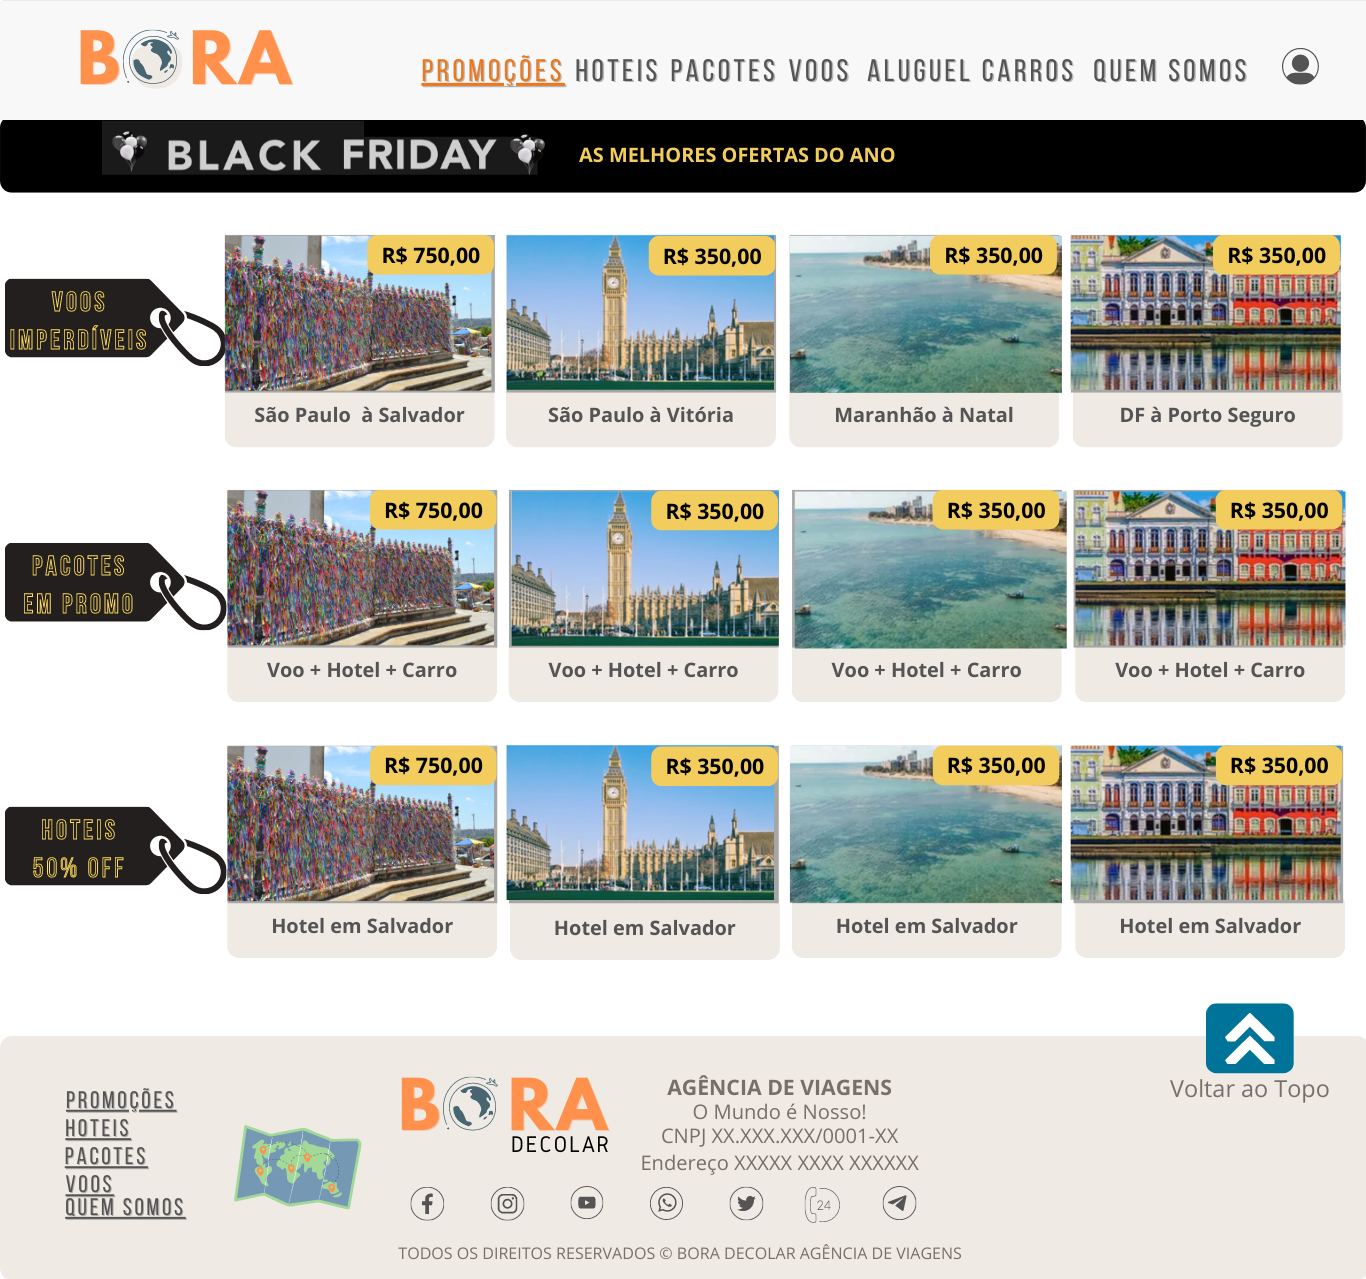 BORA
PROMOÇÕES HOTEIS PACOTES VOOS ALUGUEL CARROS QUEM SOMOS
BLACK FRIDAY AS MELHORES OFERTAS DO ANO
VOOS
IMPERDÍVEIS
R$ 750,00
R$ 350,00
R$ 350,00
R$ 350,00
São Paulo à Salvador
São Paulo à Vitória
Maranhão à Natal
DF à Porto Seguro
PACOTES
EM PROMO
R$ 750,00
R$ 350,00
R$ 350,00
R$ 350,00
Voo + Hotel + Carro
Voo + Hotel + Carro
Voo + Hotel + Carro
Voo + Hotel + Carro
HOTEIS
50% OFF
R$ 750,00
R$ 350,00
R$ 350,00
R$ 350,00
Hotel em Salvador
Hotel em Salvador
Hotel em Salvador
Hotel em Salvador
Voltar ao Topo
PROMOÇÕES
HOTEIS
PACOTES
VOOS
QUEM SOMOS
BORA
DECOLAR
AGÊNCIA DE VIAGENS
O Mundo é Nosso!
CNPJ XX.XXX.XXX/0001-XX
Endereço XXXXX XXXX XXXXXX
24
TODOS OS DIREITOS RESERVADOS © BORA DECOLAR AGÊNCIA DE VIAGENS